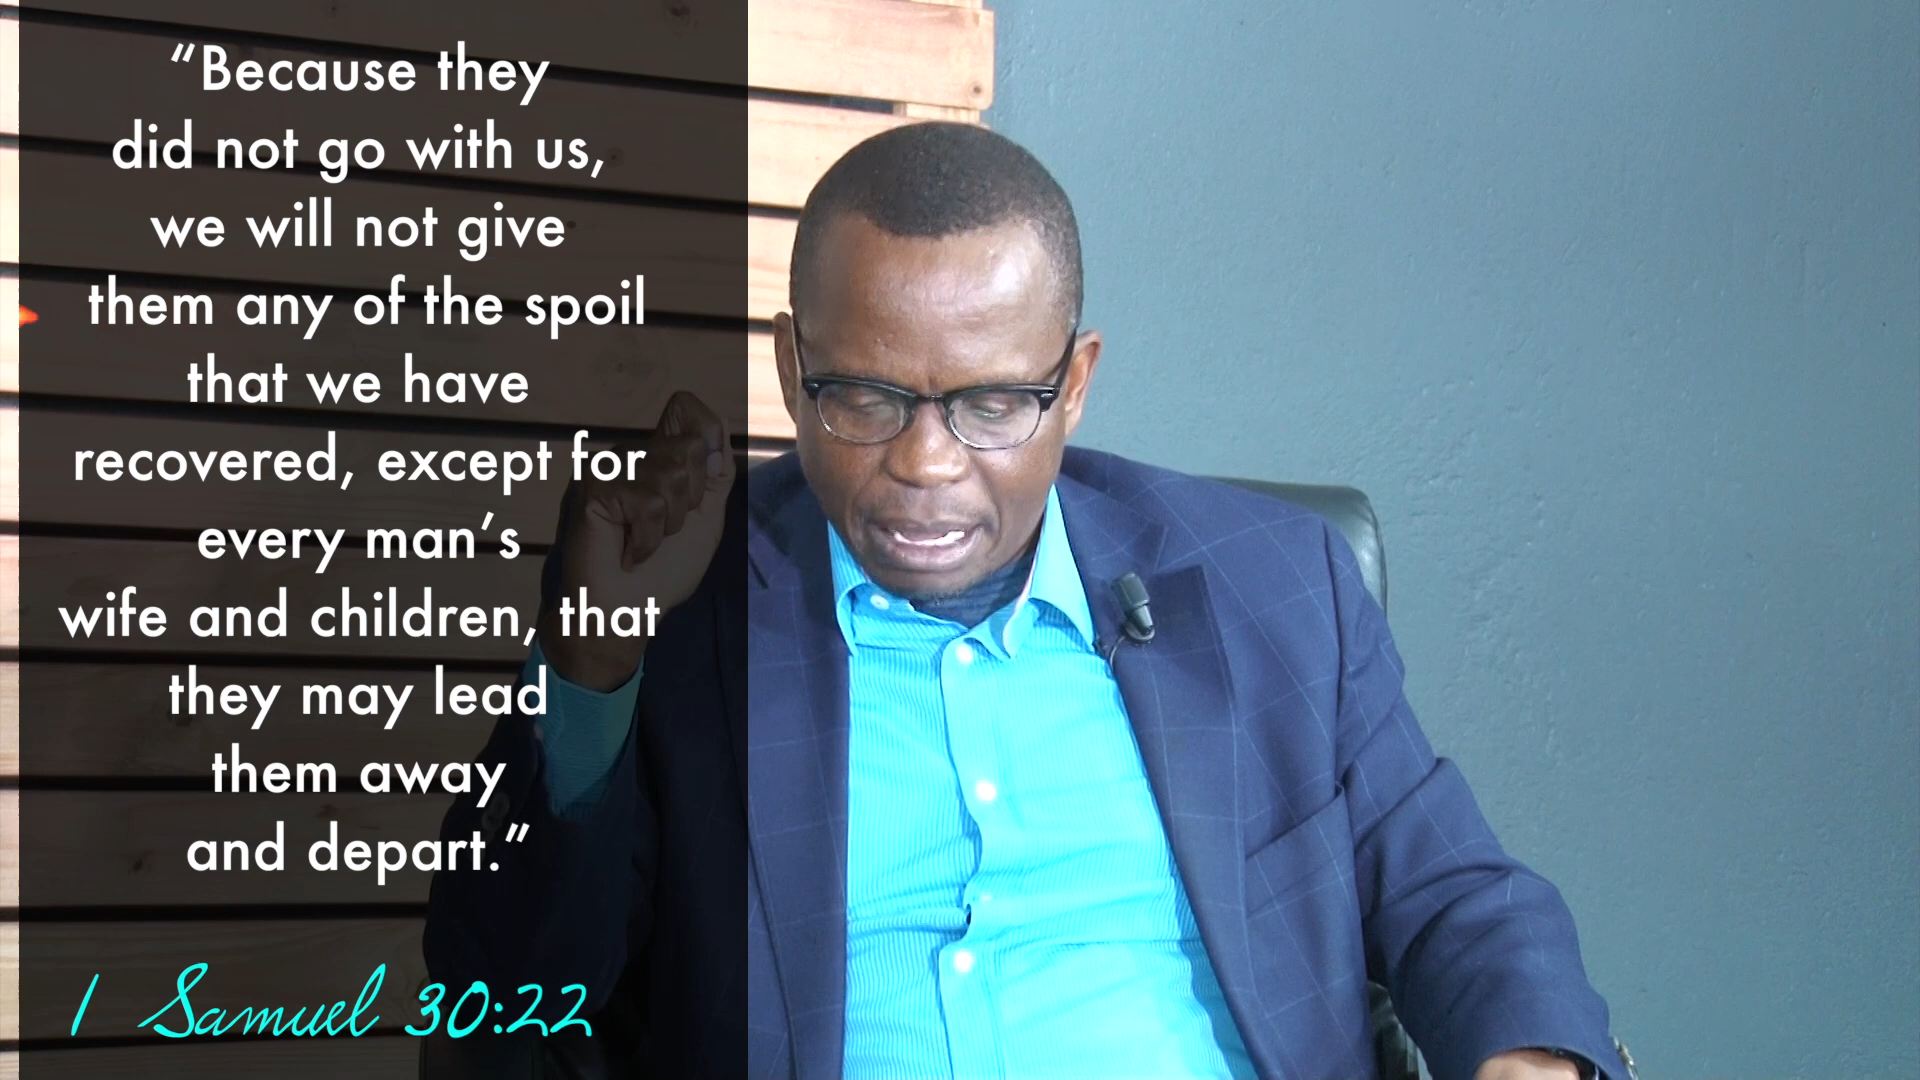 “Because they
did not go with us,
we will not give
them any of the spoil
that we have
recovered, except for
every man’s
wife and children, that
they may lead
them away
and depart.”
1 Samuel 30:22